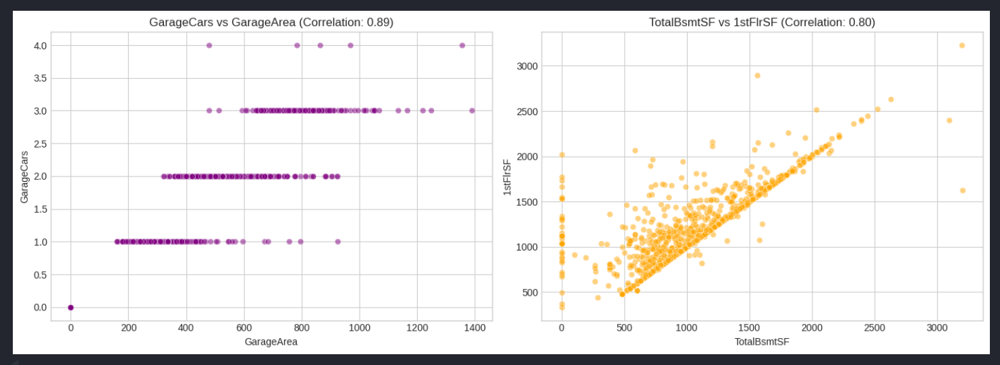 GarageCars vs GarageArea (Correlation: 0.89)
4.0
3.5
3.0
2.5
2.0
1.5
1.0
0.5
0.0
GarageCars
0 200 400 600 800 1000 1200 1400
GarageArea
TotalBsmtSF vs 1stFlrSF (Correlation: 0.80)
3000
2500
2000
1500
1000
500
1stFlrSF
0 500 1000 1500 2000 2500 3000
TotalBsmtSF